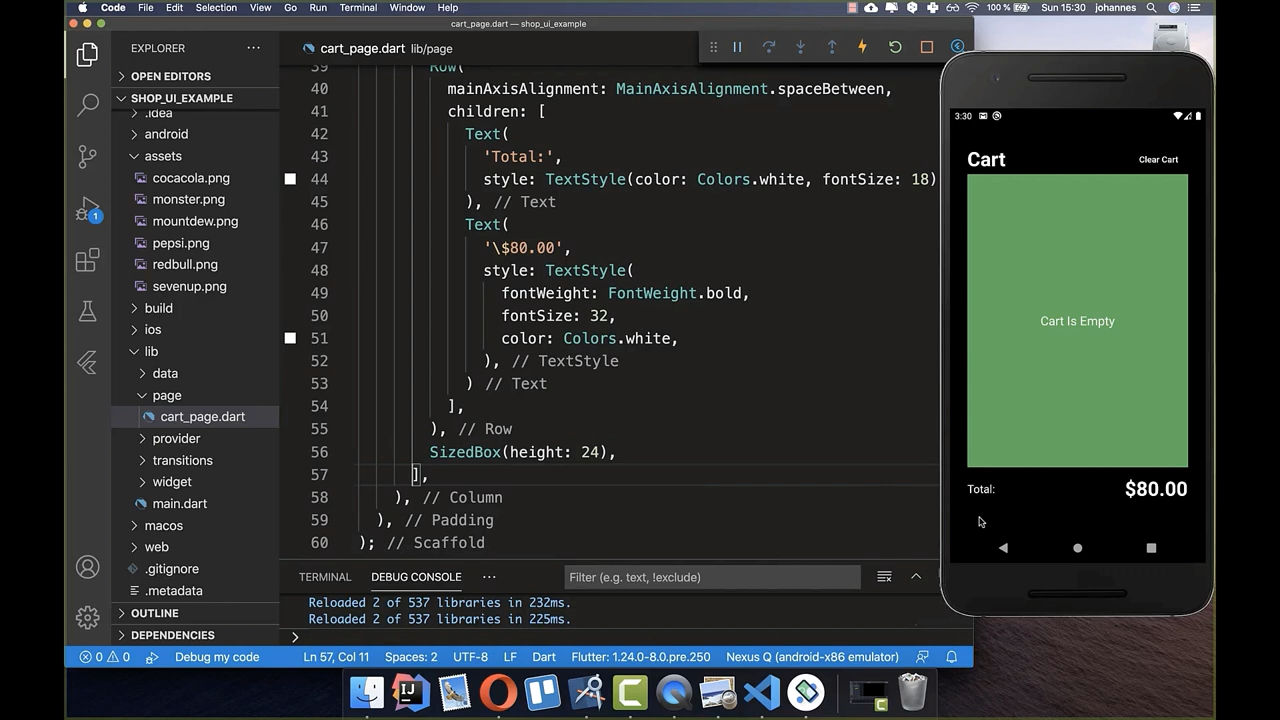 Code File Edit Selection View Go Run Terminal Window Help 100 % Sun 15:30 johannes
cart_page.dart — shop_ui_example
EXPLORER
OPEN EDITORS
SHOP_UI_EXAMPLE
.idea
android
assets
cocacola.png
monster.png
mountdew.png
pepsi.png
redbull.png
sevenup.png
build
ios
lib
data
page
cart_page.dart
provider
transitions
widget
main.dart
macos
web
.gitignore
.metadata
OUTLINE
DEPENDENCIES
1
cart_page.dart lib/page
39 Row(
40 mainAxisAlignment: MainAxisAlignment.spaceBetween,
41 children: [
42 Text(
43 'Total:',
44 style: TextStyle(color: Colors.white, fontSize: 18)
45 ), // Text
46 Text(
47 '\$80.00',
48 style: TextStyle(
49 fontWeight: FontWeight.bold,
50 fontSize: 32,
51 color: Colors.white,
52 ), // TextStyle
53 ) // Text
54 ],
55 ), // Row
56 SizedBox(height: 24),
57 ],
58 ), // Column
59 ), // Padding
60 ); // Scaffold
TERMINAL DEBUG CONSOLE ··· Filter (e.g. text, !exclude)
Reloaded 2 of 537 libraries in 232ms.
Reloaded 2 of 537 libraries in 225ms.
>
0 0 Debug my code Ln 57, Col 11 Spaces: 2 UTF-8 LF Dart Flutter: 1.24.0-8.0.pre.250 Nexus Q (android-x86 emulator)
3:30
Cart Clear Cart
Cart Is Empty
Total: $80.00